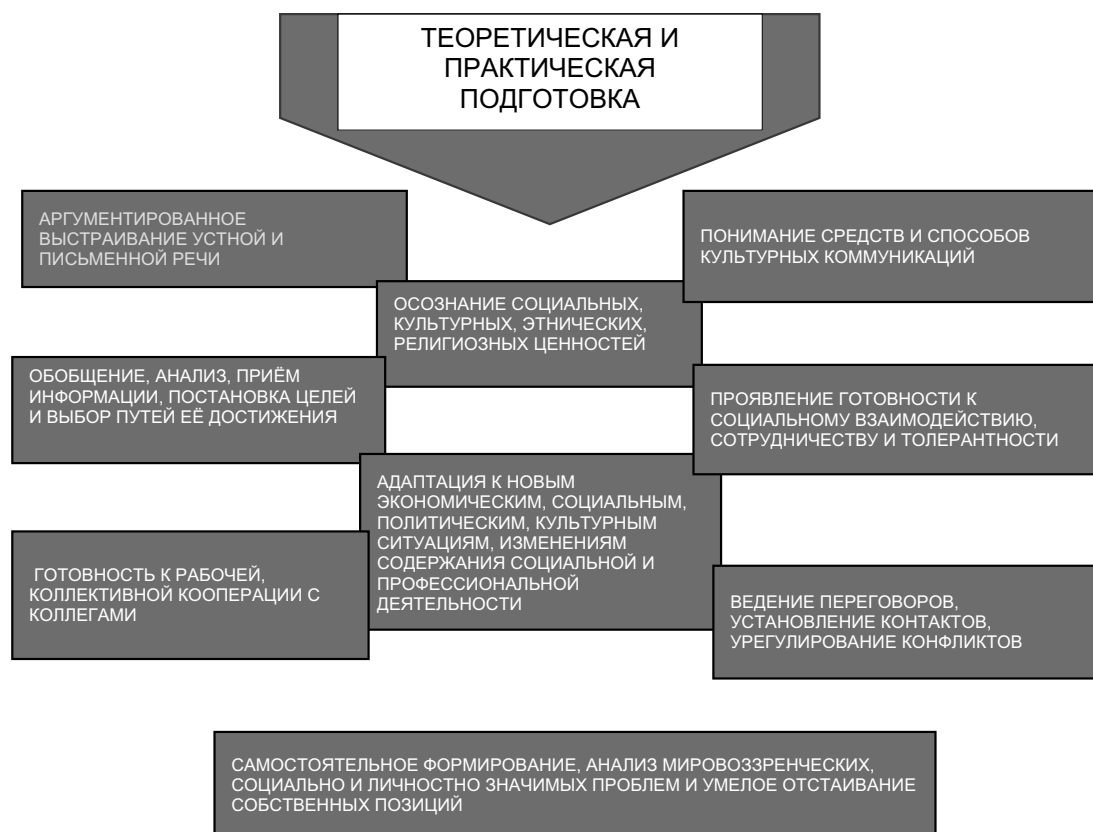 ТЕОРЕТИЧЕСКАЯ И
ПРАКТИЧЕСКАЯ
ПОДГОТОВКА
АРГУМЕНТИРОВАННОЕ
ВЫСТРАИВАНИЕ УСТНОЙ И
ПИСЬМЕННОЙ РЕЧИ
ПОНИМАНИЕ СРЕДСТВ И СПОСОБОВ
КУЛЬТУРНЫХ КОММУНИКАЦИЙ
ОСОЗНАНИЕ СОЦИАЛЬНЫХ,
КУЛЬТУРНЫХ, ЭТНИЧЕСКИХ,
РЕЛИГИОЗНЫХ ЦЕННОСТЕЙ
ОБОБЩЕНИЕ, АНАЛИЗ, ПРИЁМ
ИНФОРМАЦИИ, ПОСТАНОВКА ЦЕЛЕЙ
И ВЫБОР ПУТЕЙ ЕЁ ДОСТИЖЕНИЯ
ПРОЯВЛЕНИЕ ГОТОВНОСТИ К
СОЦИАЛЬНОМУ ВЗАИМОДЕЙСТВИЮ,
СОТРУДНИЧЕСТВУ И ТОЛЕРАНТНОСТИ
АДАПТАЦИЯ К НОВЫМ
ЭКОНОМИЧЕСКИМ, СОЦИАЛЬНЫМ,
ПОЛИТИЧЕСКИМ, КУЛЬТУРНЫМ
СИТУАЦИЯМ, ИЗМЕНЕНИЯМ
СОДЕРЖАНИЯ СОЦИАЛЬНОЙ И
ПРОФЕССИОНАЛЬНОЙ
ДЕЯТЕЛЬНОСТИ
ГОТОВНОСТЬ К РАБОЧЕЙ,
КОЛЛЕКТИВНОЙ КООПЕРАЦИИ С
КОЛЛЕГАМИ
ВЕДЕНИЕ ПЕРЕГОВОРОВ,
УСТАНОВЛЕНИЕ КОНТАКТОВ,
УРЕГУЛИРОВАНИЕ КОНФЛИКТОВ
САМОСТОЯТЕЛЬНОЕ ФОРМИРОВАНИЕ, АНАЛИЗ МИРОВОЗЗРЕНЧЕСКИХ,
СОЦИАЛЬНО И ЛИЧНОСТНО ЗНАЧИМЫХ ПРОБЛЕМ И УМЕЛОЕ ОТСТАИВАНИЕ
СОБСТВЕННЫХ ПОЗИЦИЙ